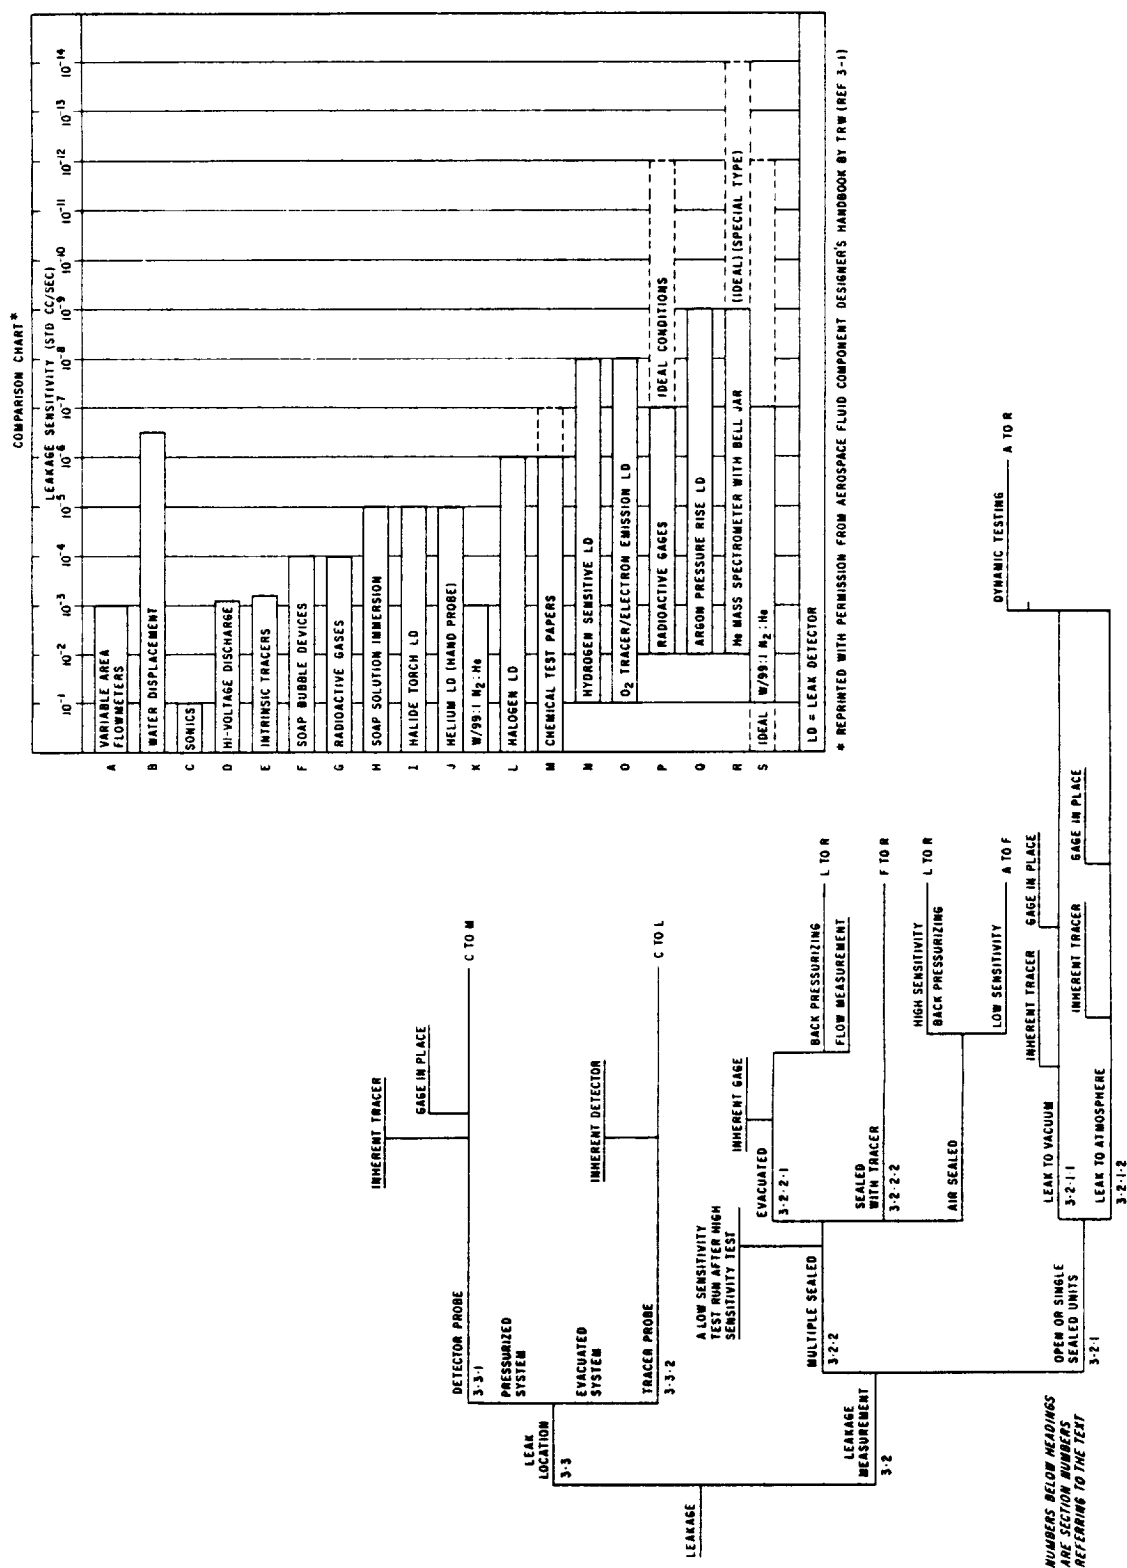 COMPARISON CHART*
LEAKAGE SENSITIVITY (STD CC/SEC)
10-1 10-2 10-3 10-4 10-5 10-6 10-7 10-8 10-9 10-10 10-11 10-12 10-13 10-14
A VARIABLE AREA
FLOWMETERS
B WATER DISPLACEMENT
C SONICS
D HI-VOLTAGE DISCHARGE
E INTRINSIC TRACERS
F SOAP BUBBLE DEVICES
G RADIOACTIVE GASES
H SOAP SOLUTION IMMERSION
I HALIDE TORCH LD
J HELIUM LD (HAND PROBE)
K W/99:1 N2:He
L HALOGEN LD
M CHEMICAL TEST PAPERS
N HYDROGEN SENSITIVE LD
O O2 TRACER/ELECTRON EMISSION LD
P RADIOACTIVE GAGES IDEAL CONDITIONS
Q ARGON PRESSURE RISE LD
R He MASS SPECTROMETER WITH BELL JAR (IDEAL)(SPECIAL TYPE)
S IDEAL W/99:1 N2:He
LD = LEAK DETECTOR
* REPRINTED WITH PERMISSION FROM AEROSPACE FLUID COMPONENT DESIGNER'S HANDBOOK BY TRW (REF 3-1)
LEAKAGE
LEAK
LOCATION
3·3
DETECTOR PROBE
3·3·1
PRESSURIZED
SYSTEM
INHERENT TRACER
GAGE IN PLACE
C TO M
EVACUATED
SYSTEM
TRACER PROBE
3·3·2
INHERENT DETECTOR
C TO L
LEAKAGE
MEASUREMENT
3·2
A LOW SENSITIVITY
TEST RUN AFTER HIGH
SENSITIVITY TEST
MULTIPLE SEALED
3·2·2
INHERENT GAGE
EVACUATED
3·2·2·1
BACK PRESSURIZING
L TO R
FLOW MEASUREMENT
SEALED
WITH TRACER
3·2·2·2
F TO R
AIR SEALED
HIGH SENSITIVITY
BACK PRESSURIZING
L TO R
LOW SENSITIVITY
A TO F
OPEN OR SINGLE
SEALED UNITS
3·2·1
LEAK TO VACUUM
3·2·1·1
INHERENT TRACER
GAGE IN PLACE
LEAK TO ATMOSPHERE
3·2·1·2
INHERENT TRACER
GAGE IN PLACE
DYNAMIC TESTING
A TO R
NUMBERS BELOW HEADINGS
ARE SECTION NUMBERS
REFERRING TO THE TEXT